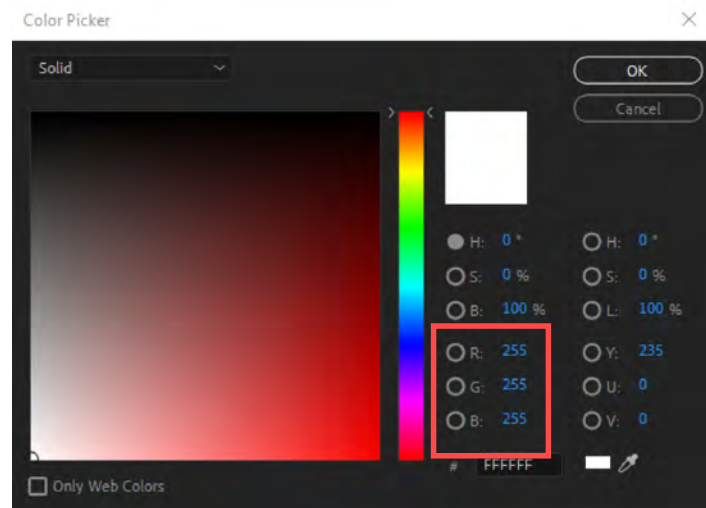 Color Picker
Solid
OK
Cancel
H: 0 ° H: 0 °
S: 0 % S: 0 %
B: 100 % L: 100 %
R: 255 Y: 235
G: 255 U: 0
B: 255 V: 0
# FFFFFF
Only Web Colors